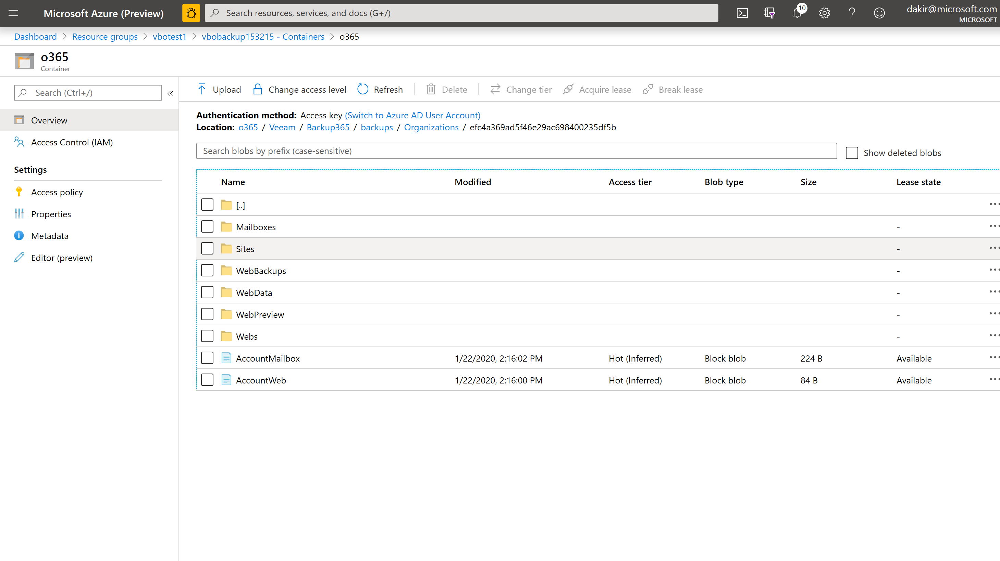 Microsoft Azure (Preview)
Search resources, services, and docs (G+/)
10
dakir@microsoft.com
MICROSOFT
Dashboard > Resource groups > vbotest1 > vbobackup153215 - Containers > o365
o365
Container
Search (Ctrl+/)
«
Overview
Access Control (IAM)
Settings
Access policy
Properties
Metadata
Editor (preview)
Upload Change access level Refresh Delete Change tier Acquire lease Break lease
Authentication method: Access key (Switch to Azure AD User Account)
Location: o365 / Veeam / Backup365 / backups / Organizations / efc4a369ad5f46e29ac698400235df5b
Search blobs by prefix (case-sensitive)
Show deleted blobs
Name Modified Access tier Blob type Size Lease state
[..]
Mailboxes -
Sites -
WebBackups -
WebData -
WebPreview -
Webs -
AccountMailbox 1/22/2020, 2:16:02 PM Hot (Inferred) Block blob 224 B Available
AccountWeb 1/22/2020, 2:16:00 PM Hot (Inferred) Block blob 84 B Available